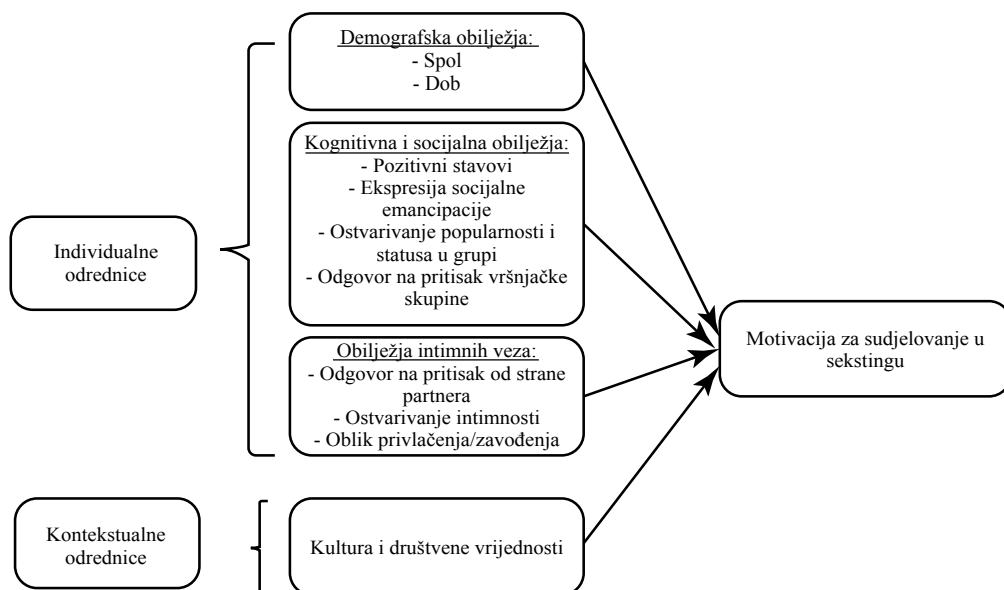 Demografska obilježja:
- Spol
- Dob
Kognitivna i socijalna obilježja:
- Pozitivni stavovi
- Ekspresija socijalne
emancipacije
- Ostvarivanje popularnosti i
statusa u grupi
- Odgovor na pritisak vršnjačke
skupine
Individualne
odrednice
Obilježja intimnih veza:
- Odgovor na pritisak od strane
partnera
- Ostvarivanje intimnosti
- Oblik privlačenja/zavođenja
Motivacija za sudjelovanje u
sekstingu
Kontekstualne
odrednice
Kultura i društvene vrijednosti